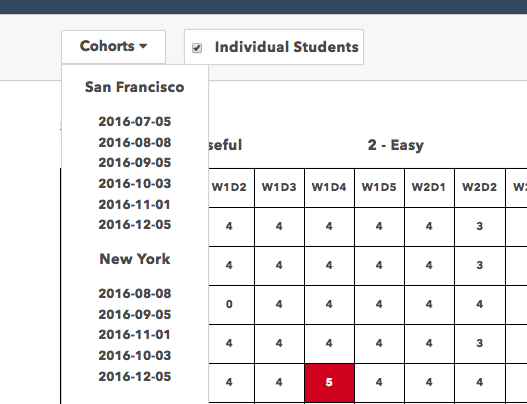 Cohorts
Individual Students
San Francisco
2016-07-05
2016-08-08
2016-09-05
2016-10-03
2016-11-01
2016-12-05
New York
2016-08-08
2016-09-05
2016-11-01
2016-10-03
2016-12-05
seful 2 - Easy
W1D2 W1D3 W1D4 W1D5 W2D1 W2D2 W2
4 4 4 4 4 3
4 4 4 4 4 3
0 4 4 4 4 4
4 4 4 4 4 3
4 4 5 4 4 4